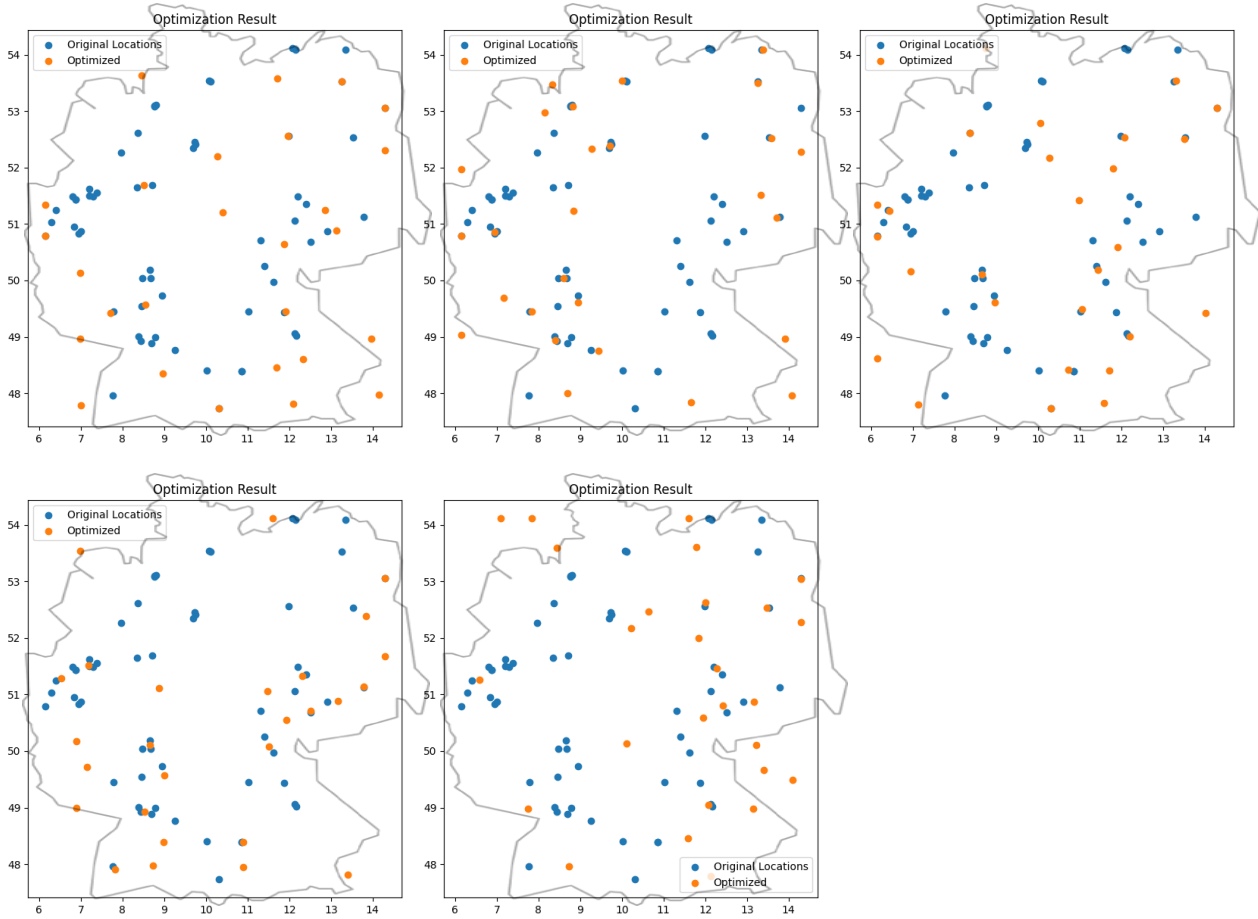 Optimization Result
Original Locations
Optimized
54
53
52
51
50
49
48
6 7 8 9 10 11 12 13 14
Optimization Result
Original Locations
Optimized
54
53
52
51
50
49
48
6 7 8 9 10 11 12 13 14
Optimization Result
Original Locations
Optimized
54
53
52
51
50
49
48
6 7 8 9 10 11 12 13 14
Optimization Result
Original Locations
Optimized
54
53
52
51
50
49
48
6 7 8 9 10 11 12 13 14
Optimization Result
54
53
52
51
50
49
48
Original Locations
Optimized
6 7 8 9 10 11 12 13 14